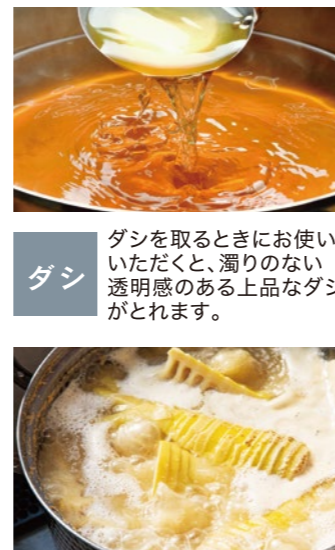 ダシ
ダシを取るときにお使い
いただくと、濁りのない
透明感のある上品なダシ
がとれます。